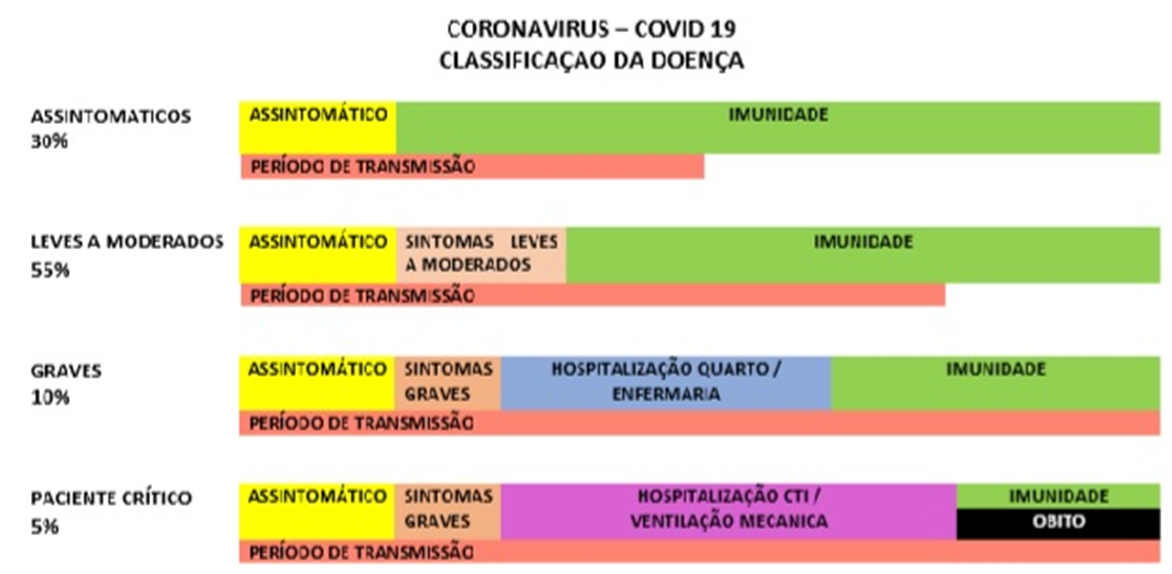 CORONAVIRUS – COVID 19
CLASSIFICAÇAO DA DOENÇA
ASSINTOMATICOS
30%
ASSINTOMÁTICO
IMUNIDADE
PERÍODO DE TRANSMISSÃO
LEVES A MODERADOS
55%
ASSINTOMÁTICO
SINTOMAS LEVES
A MODERADOS
IMUNIDADE
PERÍODO DE TRANSMISSÃO
GRAVES
10%
ASSINTOMÁTICO
SINTOMAS
GRAVES
HOSPITALIZAÇÃO QUARTO /
ENFERMARIA
IMUNIDADE
PERÍODO DE TRANSMISSÃO
PACIENTE CRÍTICO
5%
ASSINTOMÁTICO
SINTOMAS
GRAVES
HOSPITALIZAÇÃO CTI /
VENTILAÇÃO MECANICA
IMUNIDADE
OBITO
PERÍODO DE TRANSMISSÃO